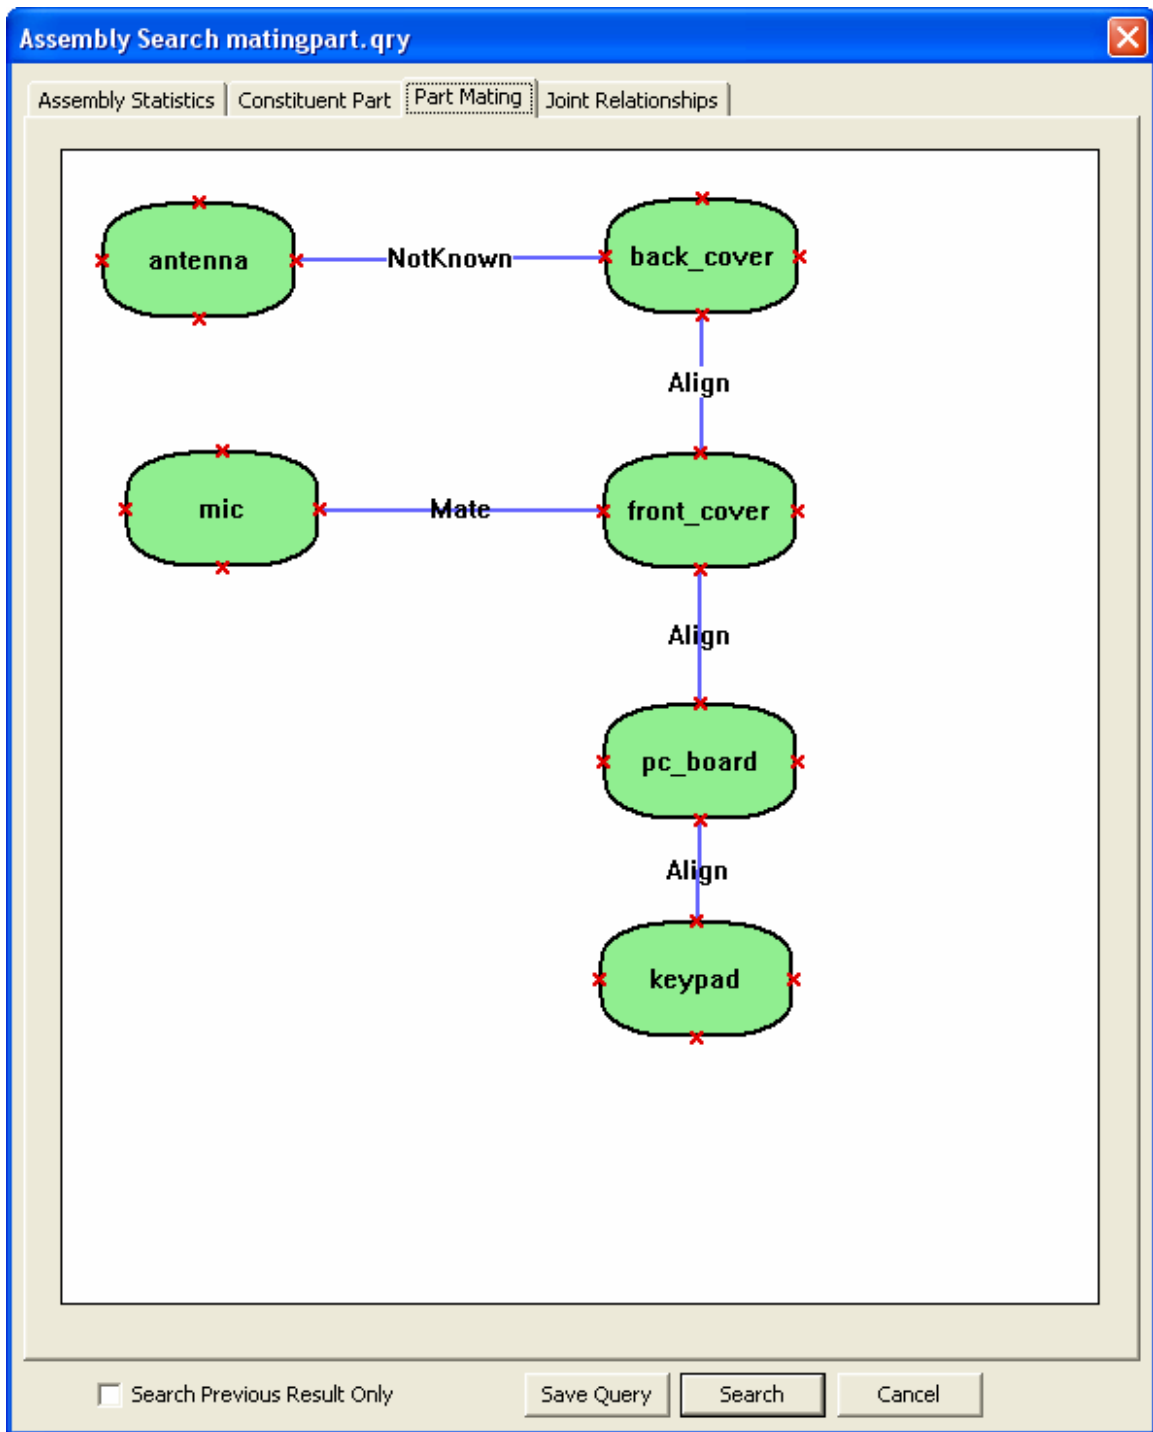 Assembly Search matingpart.qry
Assembly Statistics Constituent Part Part Mating Joint Relationships
antenna NotKnown back_cover
Align
mic Mate front_cover
Align
pc_board
Align
keypad
Search Previous Result Only Save Query Search Cancel